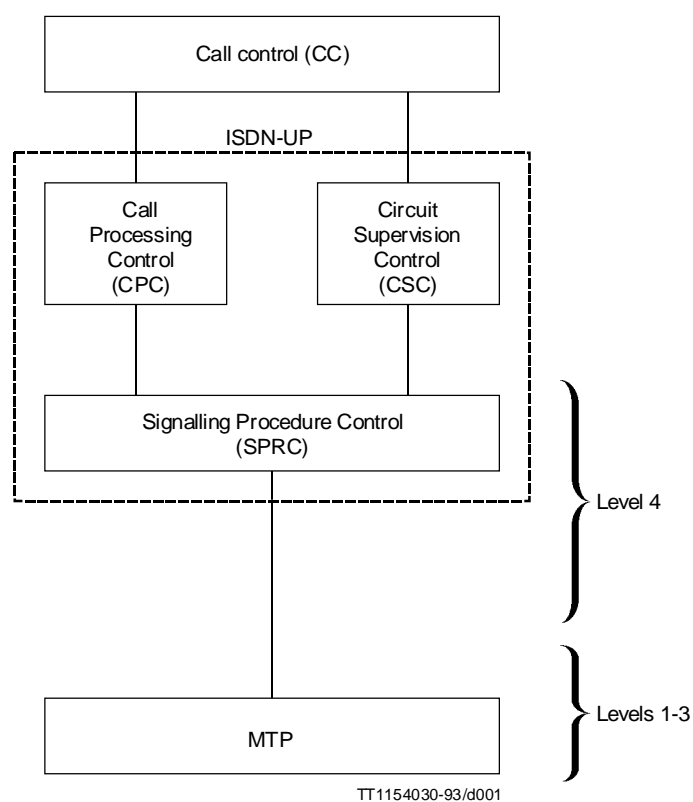 Call control (CC)
ISDN-UP
Call
Processing
Control
(CPC)
Circuit
Supervision
Control
(CSC)
Signalling Procedure Control
(SPRC)
Level 4
Levels 1-3
MTP
TT1154030-93/d001